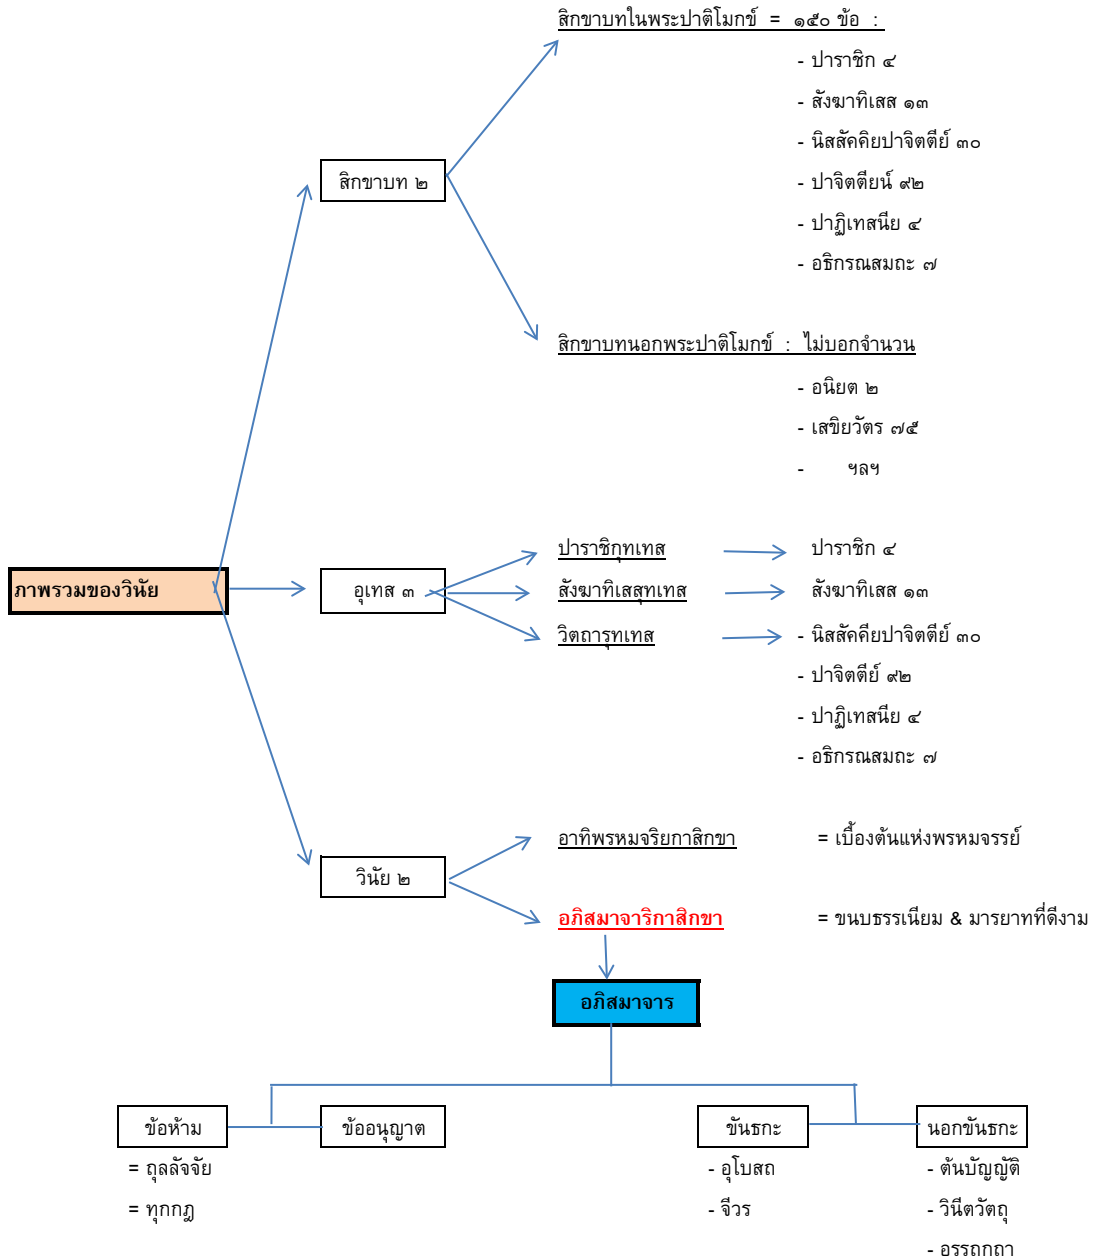 สิกขาบทในพระปาติโมกข์ = ๑๕๐ ข้อ :
- ปาราชิก ๔
- สังฆาทิเสส ๑๓
- นิสสัคคิยปาจิตตีย์ ๓๐
- ปาจิตตียน์ ๙๒
- ปาฏิเทสนีย ๔
- อธิกรณสมถะ ๗
สิกขาบท ๒
สิกขาบทนอกพระปาติโมกข์ : ไม่บอกจำนวน
- อนิยต ๒
- เสขิยวัตร ๗๕
- ฯลฯ
ภาพรวมของวินัย
อุเทส ๓
ปาราชิกุทเทส
ปาราชิก ๔
สังฆาทิเสสุทเทส
สังฆาทิเสส ๑๓
วิตถารุทเทส
- นิสสัคคียปาจิตตีย์ ๓๐
- ปาจิตตีย์ ๙๒
- ปาฏิเทสนีย ๔
- อธิกรณสมถะ ๗
วินัย ๒
อาทิพรหมจริยกาสิกขา = เบื้องต้นแห่งพรหมจรรย์
อภิสมาจาริกาสิกขา = ขนบธรรเนียม & มารยาทที่ดีงาม
อภิสมาจาร
ข้อห้าม
= ถุลลัจจัย
= ทุกกฎ
ข้ออนุญาต
ขันธกะ
- อุโบสถ
- จีวร
นอกขันธกะ
- ต้นบัญญัติ
- วินีตวัตถุ
- อรรถกถา